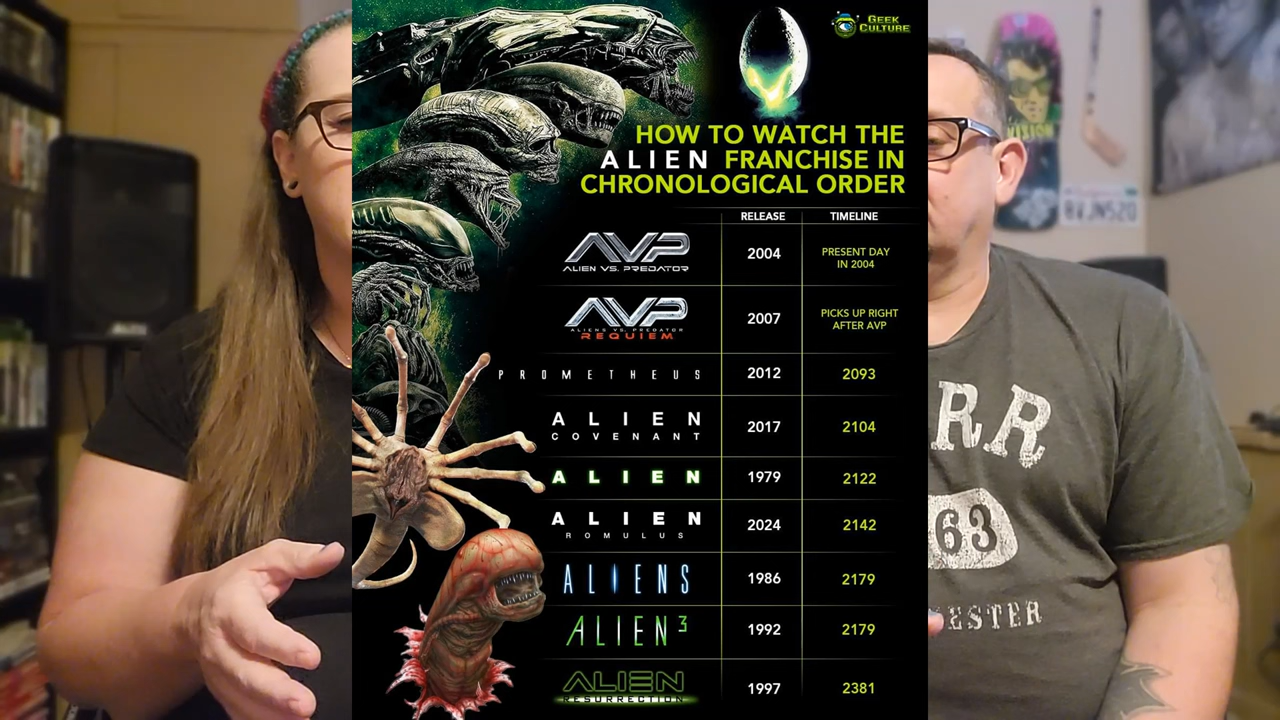 GEEK
CULTURE
HOW TO WATCH THE
ALIEN FRANCHISE IN
CHRONOLOGICAL ORDER
RELEASE TIMELINE
AVP
ALIEN VS. PREDATOR
2004
PRESENT DAY
IN 2004
AVP
ALIENS VS. PREDATOR
REQUIEM
2007
PICKS UP RIGHT
AFTER AVP
PROMETHEUS 2012 2093
ALIEN
COVENANT
2017 2104
ALIEN 1979 2122
ALIEN
ROMULUS
2024 2142
ALIENS 1986 2179
ALIEN³ 1992 2179
ALIEN
RESURRECTION
1997 2381
VISION
RR
63
ESTER